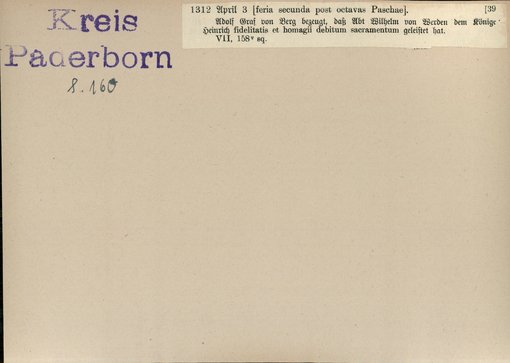 Kreis
Paderborn
S. 160
1312 April 3 [feria secunda post octavas Paschae]. [39
Adolf Graf von Berg bezeugt, daß Abt Wilhelm von Werden dem Könige
Heinrich fidelitatis et homagii debitum sacramentum geleistet hat.
VII, 158ᵛ sq.